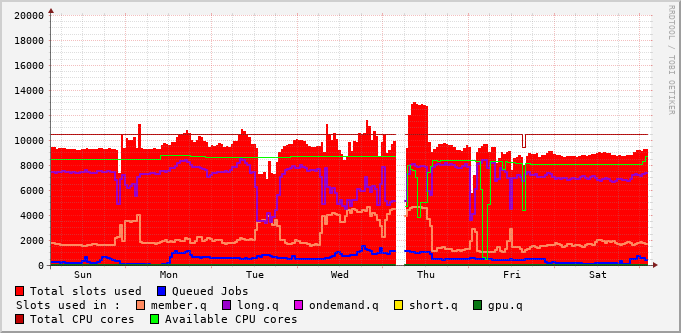 20000
18000
16000
14000
12000
10000
8000
6000
4000
2000
0
Sun Mon Tue Wed Thu Fri Sat
Total slots used Queued Jobs
Slots used in : member.q long.q ondemand.q short.q gpu.q
Total CPU cores Available CPU cores
RRDTOOL / TOBI OETIKER